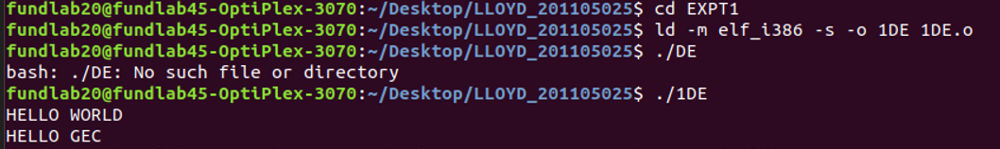 fundlab20@fundlab45-OptiPlex-3070:~/Desktop/LLOYD_201105025$ cd EXPT1
fundlab20@fundlab45-OptiPlex-3070:~/Desktop/LLOYD_201105025$ ld -m elf_i386 -s -o 1DE 1DE.o
fundlab20@fundlab45-OptiPlex-3070:~/Desktop/LLOYD_201105025$ ./DE
bash: ./DE: No such file or directory
fundlab20@fundlab45-OptiPlex-3070:~/Desktop/LLOYD_201105025$ ./1DE
HELLO WORLD
HELLO GEC